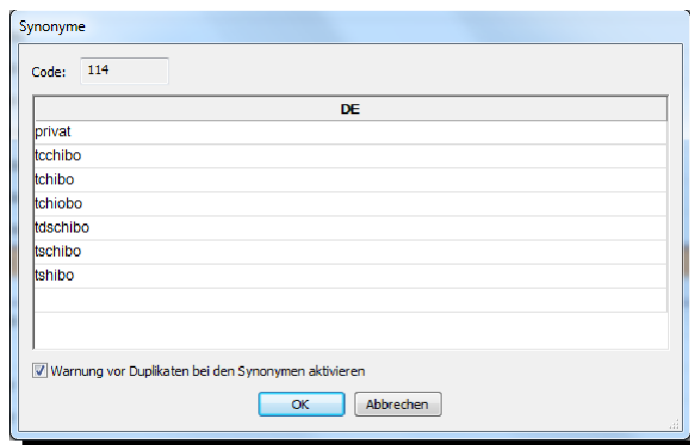 Synonyme
Code: 114
DE
privat
tcchibo
tchibo
tchiobo
tdschibo
tschibo
tshibo
Warnung vor Duplikaten bei den Synonymen aktivieren
OK Abbrechen